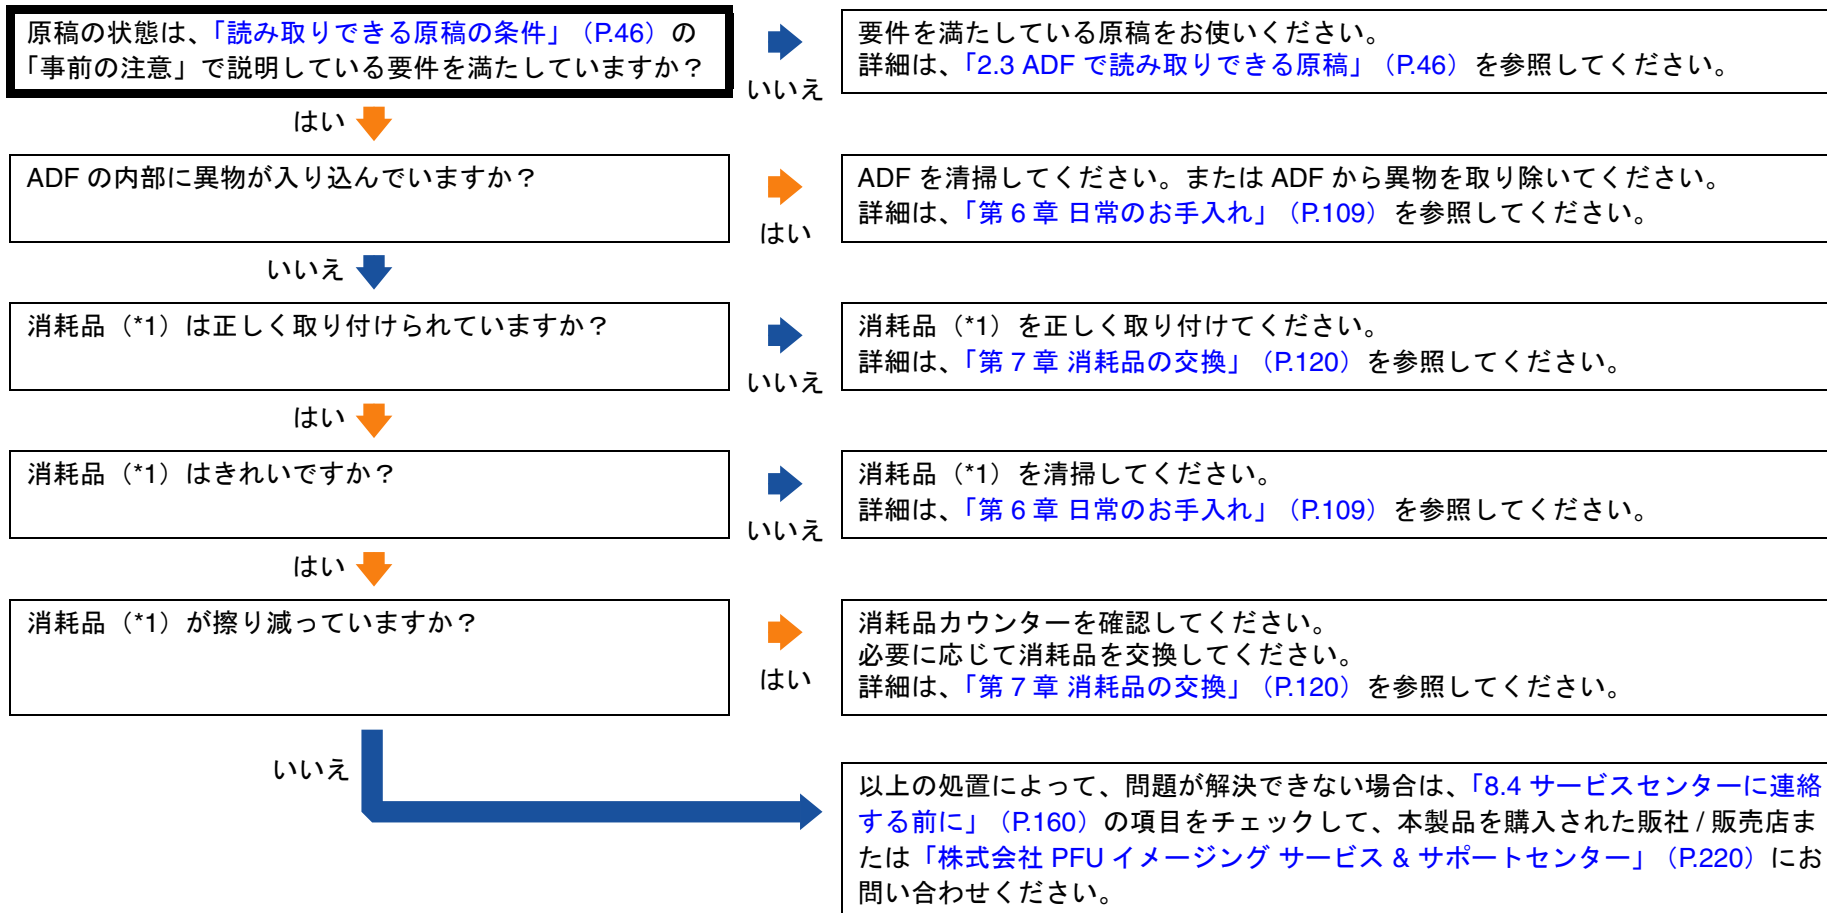 原稿の状態は、「読み取りできる原稿の条件」（P.46）の
「事前の注意」で説明している要件を満たしていますか？
いいえ
要件を満たしている原稿をお使いください。
詳細は、「2.3 ADF で読み取りできる原稿」（P.46）を参照してください。
はい
ADF の内部に異物が入り込んでいますか？
はい
ADF を清掃してください。または ADF から異物を取り除いてください。
詳細は、「第 6 章 日常のお手入れ」（P.109）を参照してください。
いいえ
消耗品（*1）は正しく取り付けられていますか？
いいえ
消耗品（*1）を正しく取り付けてください。
詳細は、「第 7 章 消耗品の交換」（P.120）を参照してください。
はい
消耗品（*1）はきれいですか？
いいえ
消耗品（*1）を清掃してください。
詳細は、「第 6 章 日常のお手入れ」（P.109）を参照してください。
はい
消耗品（*1）が擦り減っていますか？
はい
消耗品カウンターを確認してください。
必要に応じて消耗品を交換してください。
詳細は、「第 7 章 消耗品の交換」（P.120）を参照してください。
いいえ
以上の処置によって、問題が解決できない場合は、「8.4 サービスセンターに連絡
する前に」（P.160）の項目をチェックして、本製品を購入された販社 / 販売店ま
たは「株式会社 PFU イメージング サービス & サポートセンター」（P.220）にお
問い合わせください。